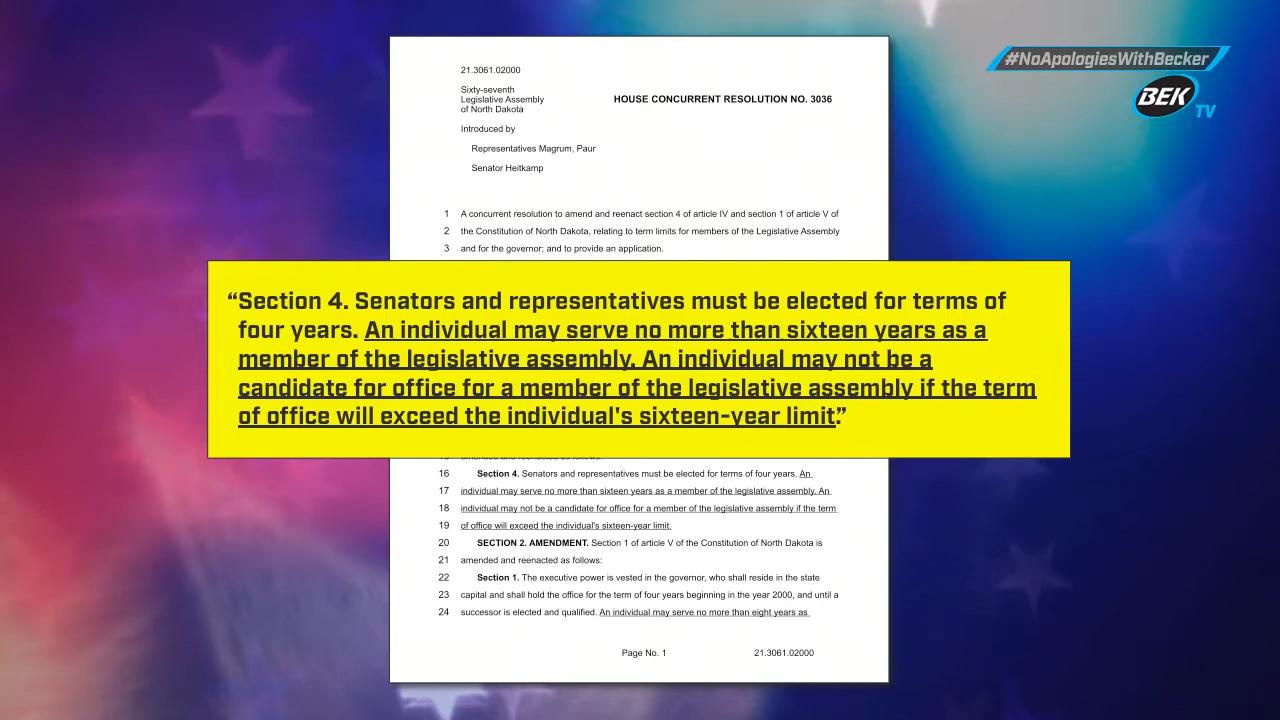 #NoApologiesWithBecker
BEK
TV
21.3061.02000
Sixty-seventh
Legislative Assembly
of North Dakota
HOUSE CONCURRENT RESOLUTION NO. 3036
Introduced by
Representatives Magrum, Paur
Senator Heitkamp
1 A concurrent resolution to amend and reenact section 4 of article IV and section 1 of article V of
2 the Constitution of North Dakota, relating to term limits for members of the Legislative Assembly
3 and for the governor; and to provide an application.
“Section 4. Senators and representatives must be elected for terms of
four years. An individual may serve no more than sixteen years as a
member of the legislative assembly. An individual may not be a
candidate for office for a member of the legislative assembly if the term
of office will exceed the individual's sixteen-year limit.”
16 Section 4. Senators and representatives must be elected for terms of four years. An
17 individual may serve no more than sixteen years as a member of the legislative assembly. An
18 individual may not be a candidate for office for a member of the legislative assembly if the term
19 of office will exceed the individual's sixteen-year limit.
20 SECTION 2. AMENDMENT. Section 1 of article V of the Constitution of North Dakota is
21 amended and reenacted as follows:
22 Section 1. The executive power is vested in the governor, who shall reside in the state
23 capital and shall hold the office for the term of four years beginning in the year 2000, and until a
24 successor is elected and qualified. An individual may serve no more than eight years as
Page No. 1 21.3061.02000